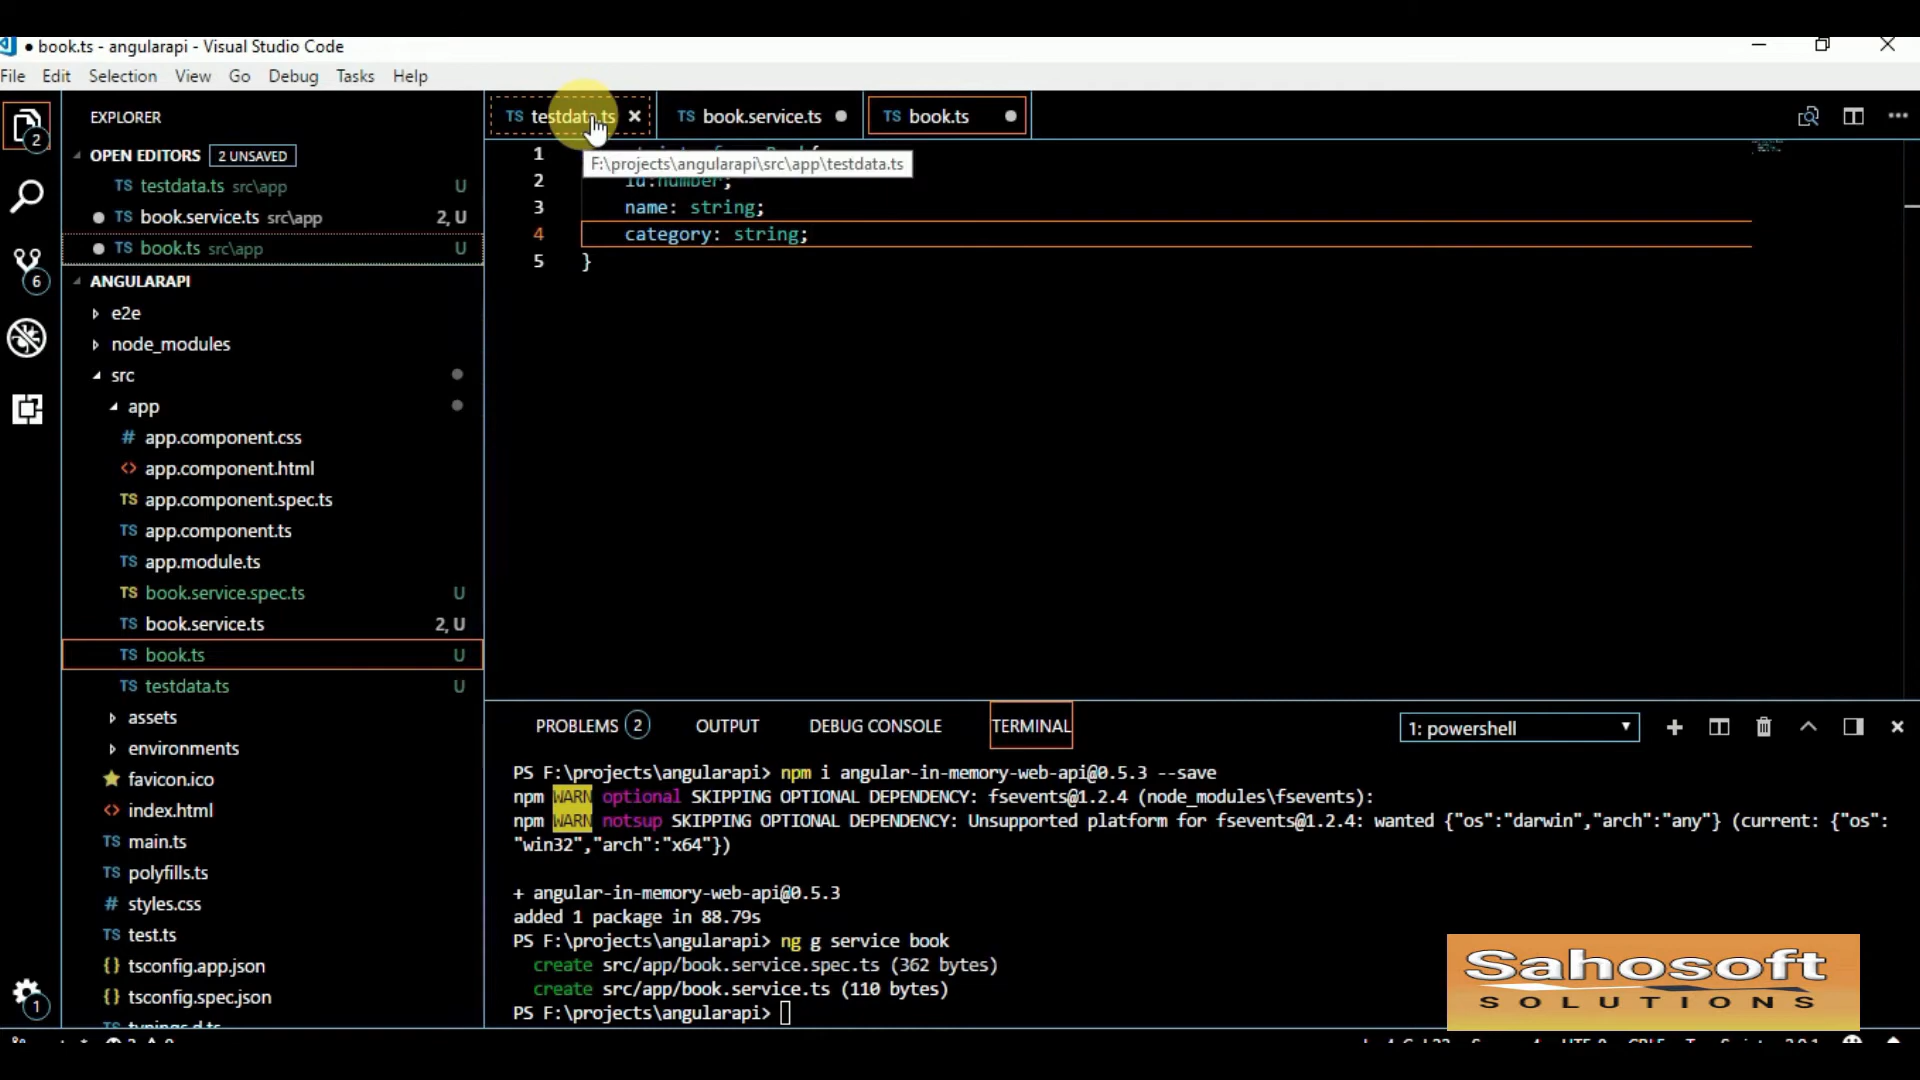 book.ts - angularapi - Visual Studio Code
File Edit Selection View Go Debug Tasks Help
EXPLORER
OPEN EDITORS 2 UNSAVED
TS testdata.ts src\app U
TS book.service.ts src\app 2, U
TS book.ts src\app U
ANGULARAPI
e2e
node_modules
src
app
# app.component.css
<> app.component.html
TS app.component.spec.ts
TS app.component.ts
TS app.module.ts
TS book.service.spec.ts U
TS book.service.ts 2, U
TS book.ts U
TS testdata.ts U
assets
environments
favicon.ico
<> index.html
TS main.ts
TS polyfills.ts
# styles.css
TS test.ts
{} tsconfig.app.json
{} tsconfig.spec.json
2
6
1
TS testdata.ts TS book.service.ts TS book.ts
F:\projects\angularapi\src\app\testdata.ts
1
2 id:number;
3 name: string;
4 category: string;
5 }
PROBLEMS 2 OUTPUT DEBUG CONSOLE TERMINAL 1: powershell
PS F:\projects\angularapi> npm i angular-in-memory-web-api@0.5.3 --save
npm WARN optional SKIPPING OPTIONAL DEPENDENCY: fsevents@1.2.4 (node_modules\fsevents):
npm WARN notsup SKIPPING OPTIONAL DEPENDENCY: Unsupported platform for fsevents@1.2.4: wanted {"os":"darwin","arch":"any"} (current: {"os":
"win32","arch":"x64"})
+ angular-in-memory-web-api@0.5.3
added 1 package in 88.79s
PS F:\projects\angularapi> ng g service book
create src/app/book.service.spec.ts (362 bytes)
create src/app/book.service.ts (110 bytes)
PS F:\projects\angularapi>
Sahosoft
SOLUTIONS